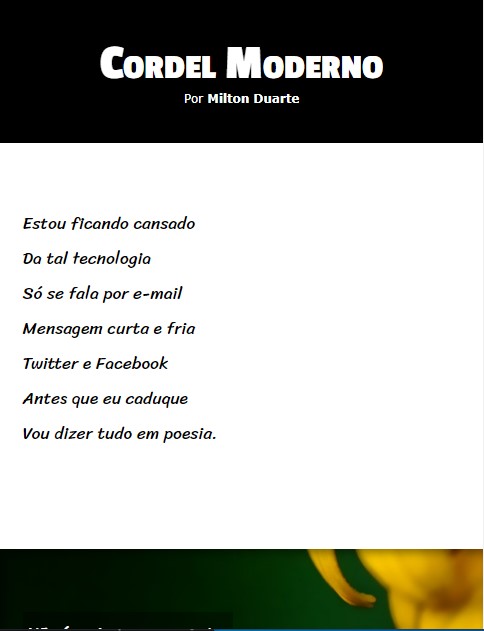 Cordel Moderno
Por Milton Duarte
Estou ficando cansado
Da tal tecnologia
Só se fala por e-mail
Mensagem curta e fria
Twitter e Facebook
Antes que eu caduque
Vou dizer tudo em poesia.